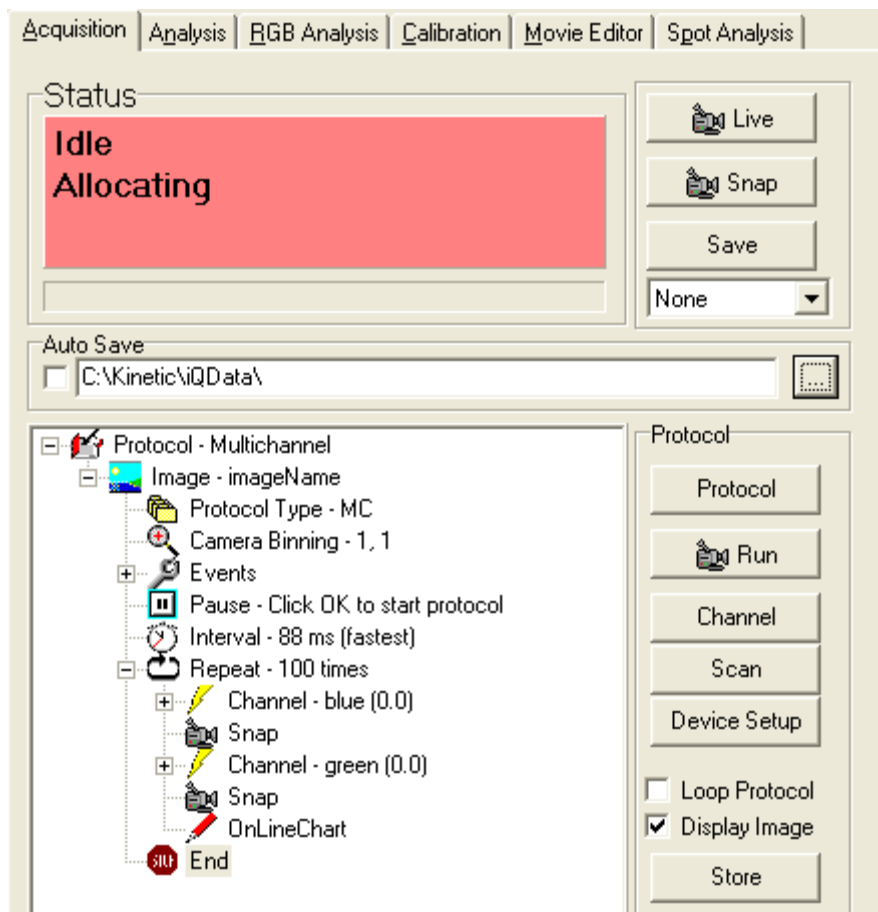 Acquisition Analysis RGB Analysis Calibration Movie Editor Spot Analysis
Status
Idle
Allocating
Live
Snap
Save
None
Auto Save
C:\Kinetic\iQData\
...
Protocol - Multichannel
Image - imageName
Protocol Type - MC
Camera Binning - 1, 1
Events
Pause - Click OK to start protocol
Interval - 88 ms (fastest)
Repeat - 100 times
Channel - blue (0.0)
Snap
Channel - green (0.0)
Snap
OnLineChart
End
Protocol
Protocol
Run
Channel
Scan
Device Setup
Loop Protocol
Display Image
Store